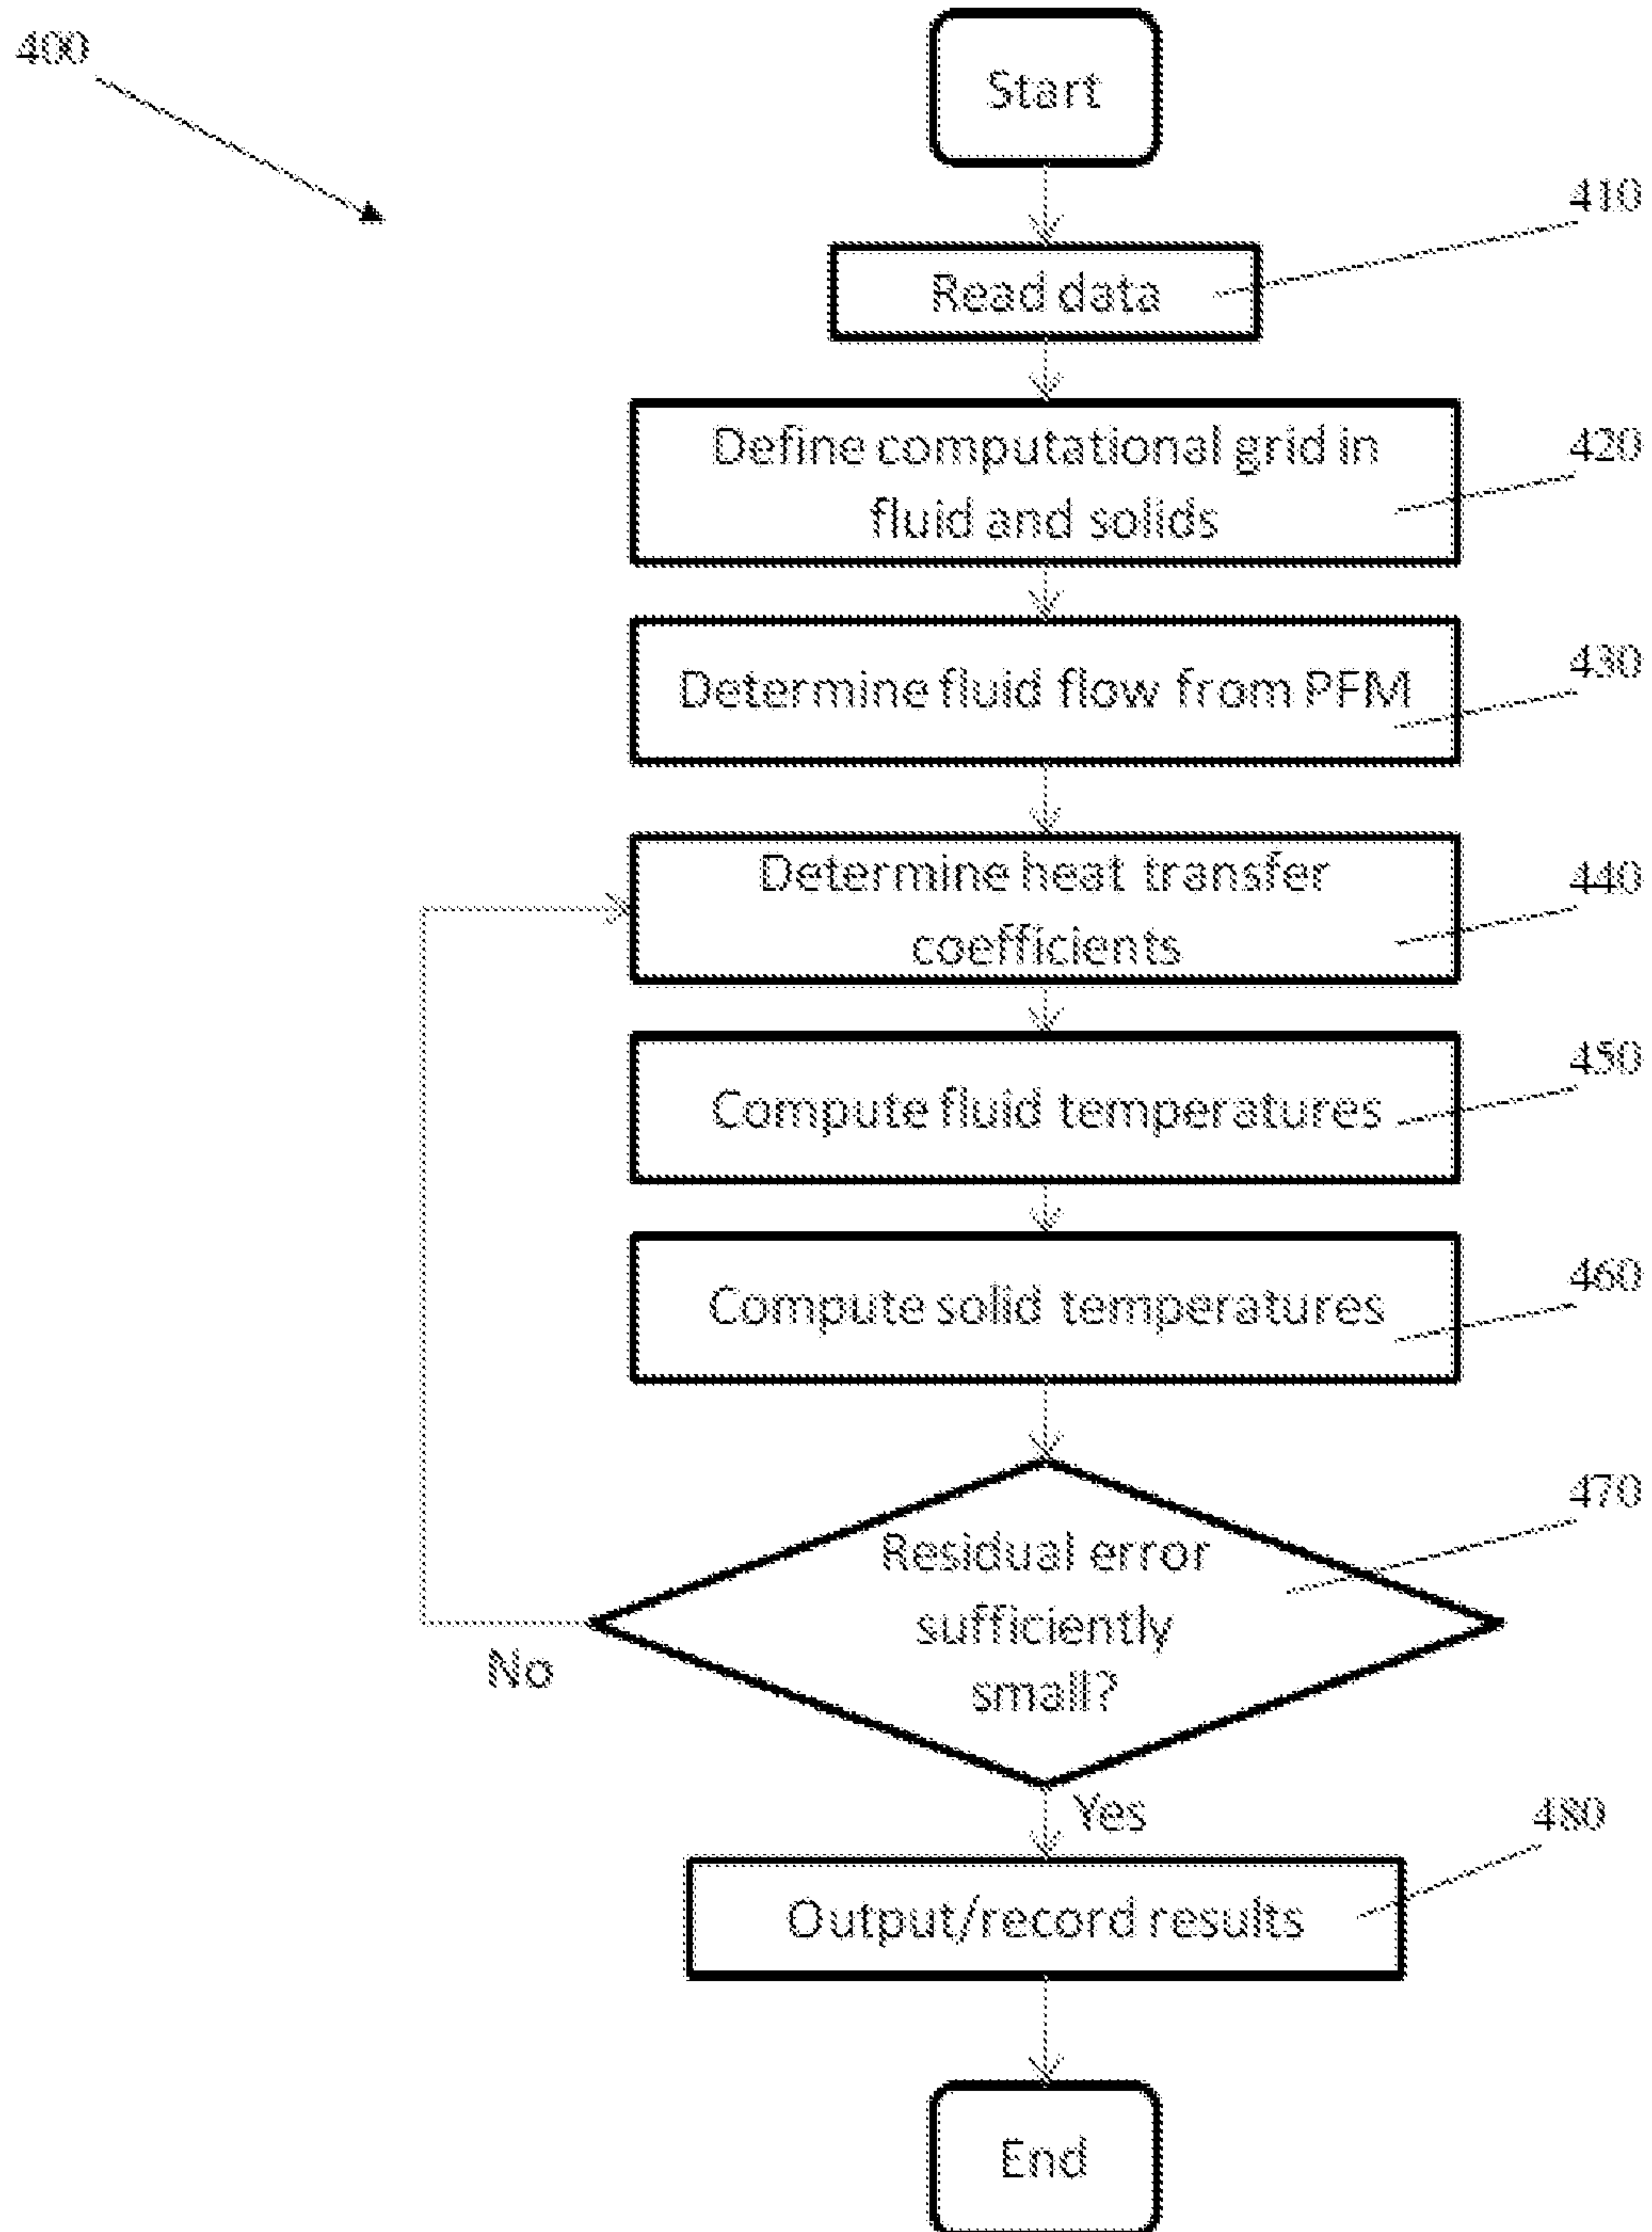 400
Start
410
Read data
420
Define computational grid in
fluid and solids
430
Determine fluid flow from PFM
440
Determine heat transfer
coefficients
450
Compute fluid temperatures
460
Compute solid temperatures
470
Residual error
sufficiently
small?
No
Yes
480
Output/record results
End